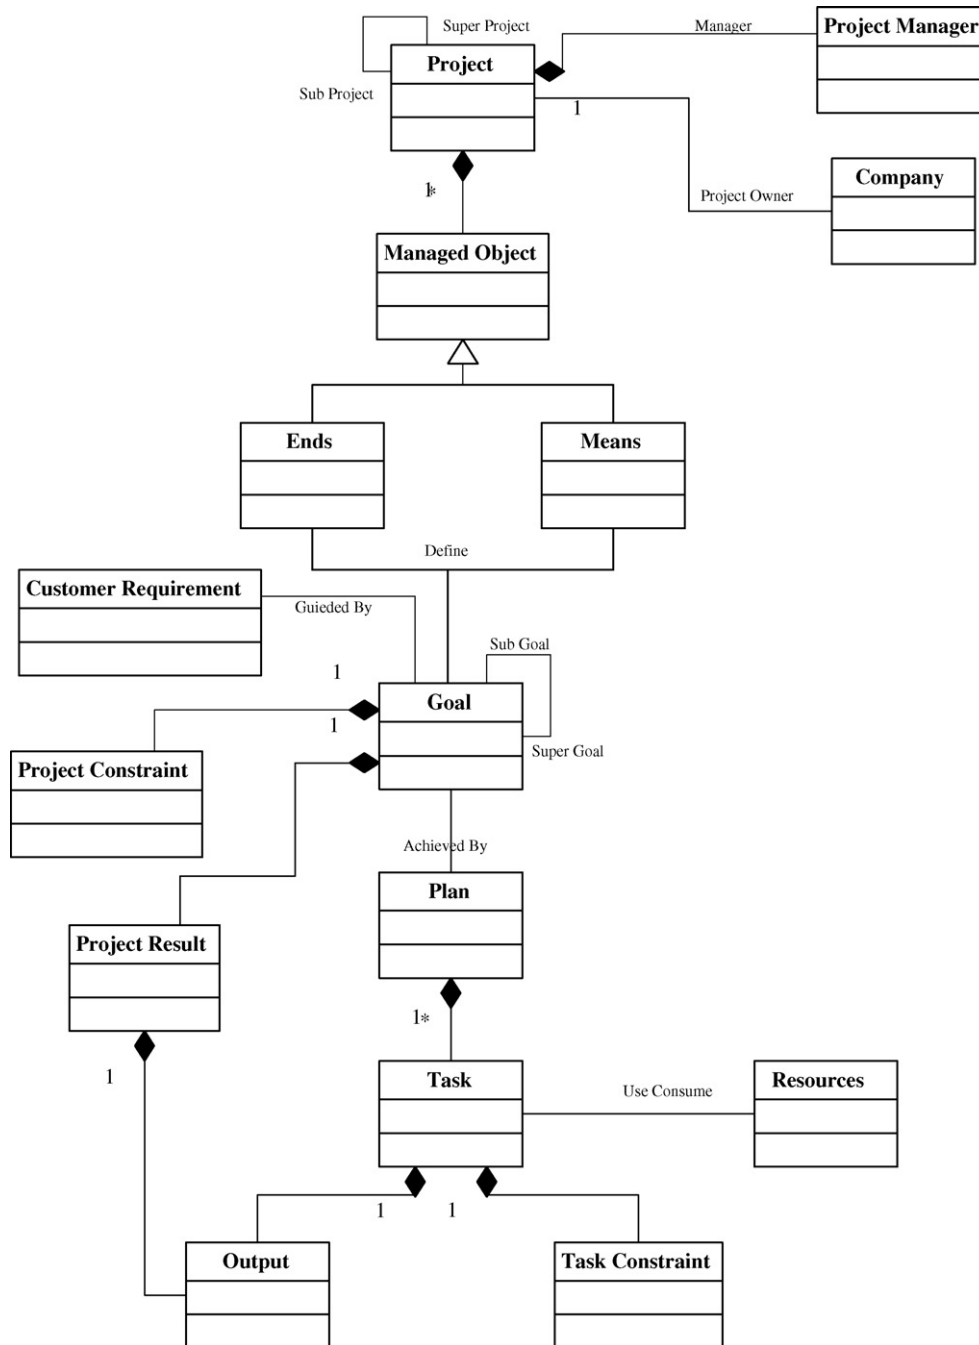 Super Project
Manager
Project Manager
Project
Sub Project
1
1*
Company
Project Owner
Managed Object
Ends
Means
Define
Customer Requirement
Guieded By
Sub Goal
1
Goal
1
Super Goal
Project Constraint
Achieved By
Plan
Project Result
1*
1
Task
Use Consume
Resources
1
1
Output
Task Constraint